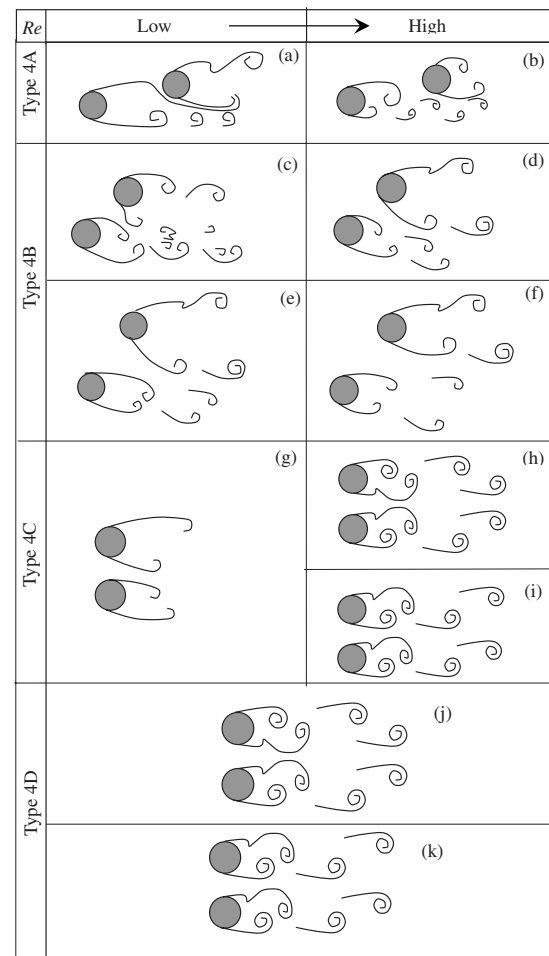 Re Low High
Type 4A
(a)
(b)
Type 4B
(c)
(d)
(e)
(f)
Type 4C
(g)
(h)
(i)
Type 4D
(j)
(k)